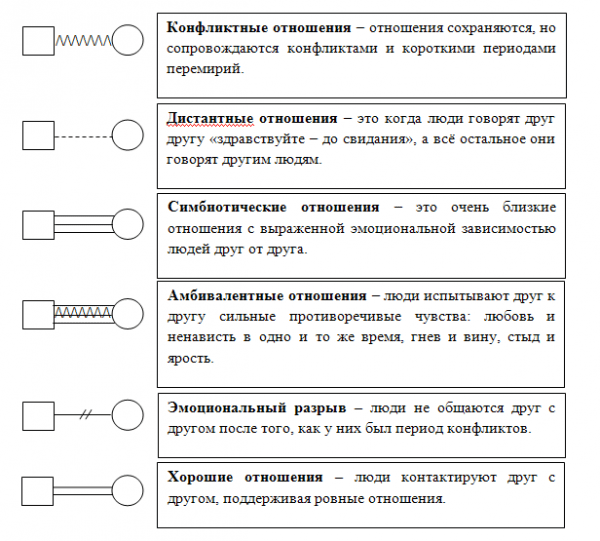 Конфликтные отношения – отношения сохраняются, но
сопровождаются конфликтами и короткими периодами
перемирий.
Дистантные отношения – это когда люди говорят друг
другу «здравствуйте – до свидания», а всё остальное они
говорят другим людям.
Симбиотические отношения – это очень близкие
отношения с выраженной эмоциональной зависимостью
людей друг от друга.
Амбивалентные отношения – люди испытывают друг к
другу сильные противоречивые чувства: любовь и
ненависть в одно и то же время, гнев и вину, стыд и
ярость.
Эмоциональный разрыв – люди не общаются друг с
другом после того, как у них был период конфликтов.
Хорошие отношения – люди контактируют друг с
другом, поддерживая ровные отношения.